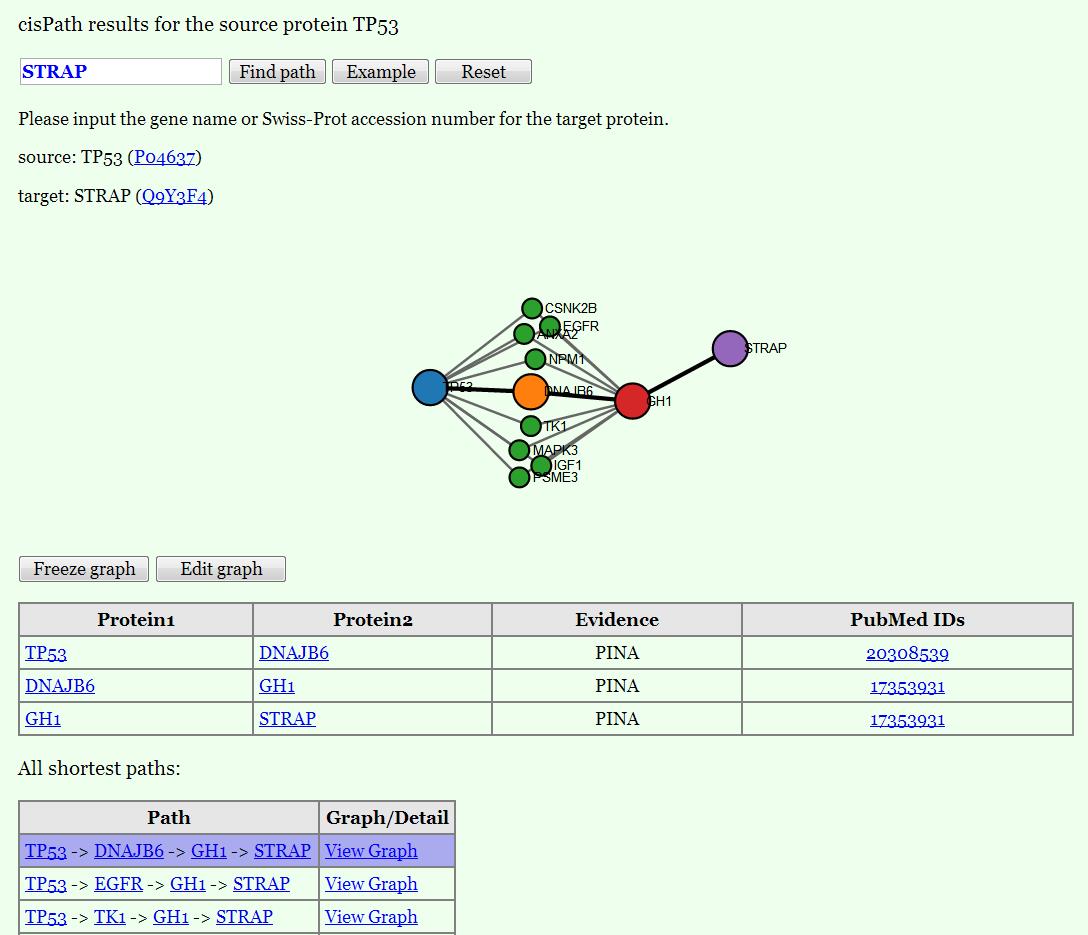 cisPath results for the source protein TP53
STRAP Find path Example Reset
Please input the gene name or Swiss-Prot accession number for the target protein.
source: TP53 (P04637)
target: STRAP (Q9Y3F4)
CSNK2B
EGFR
ANXA2
STRAP
NPM1
TP53
DNAJB6
GH1
TK1
MAPK3
IGF1
PSME3
Freeze graph Edit graph
Protein1 Protein2 Evidence PubMed IDs
TP53 DNAJB6 PINA 20308539
DNAJB6 GH1 PINA 17353931
GH1 STRAP PINA 17353931
All shortest paths:
Path Graph/Detail
TP53 -> DNAJB6 -> GH1 -> STRAP View Graph
TP53 -> EGFR -> GH1 -> STRAP View Graph
TP53 -> TK1 -> GH1 -> STRAP View Graph